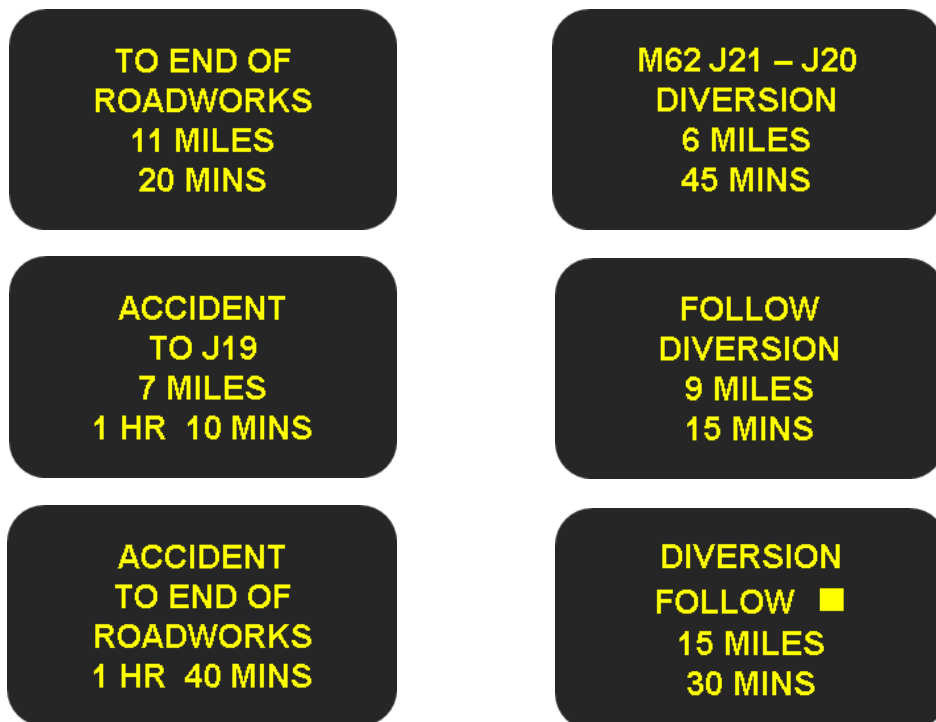 TO END OF
ROADWORKS
11 MILES
20 MINS
M62 J21 – J20
DIVERSION
6 MILES
45 MINS
ACCIDENT
TO J19
7 MILES
1 HR 10 MINS
FOLLOW
DIVERSION
9 MILES
15 MINS
ACCIDENT
TO END OF
ROADWORKS
1 HR 40 MINS
DIVERSION
FOLLOW ■
15 MILES
30 MINS